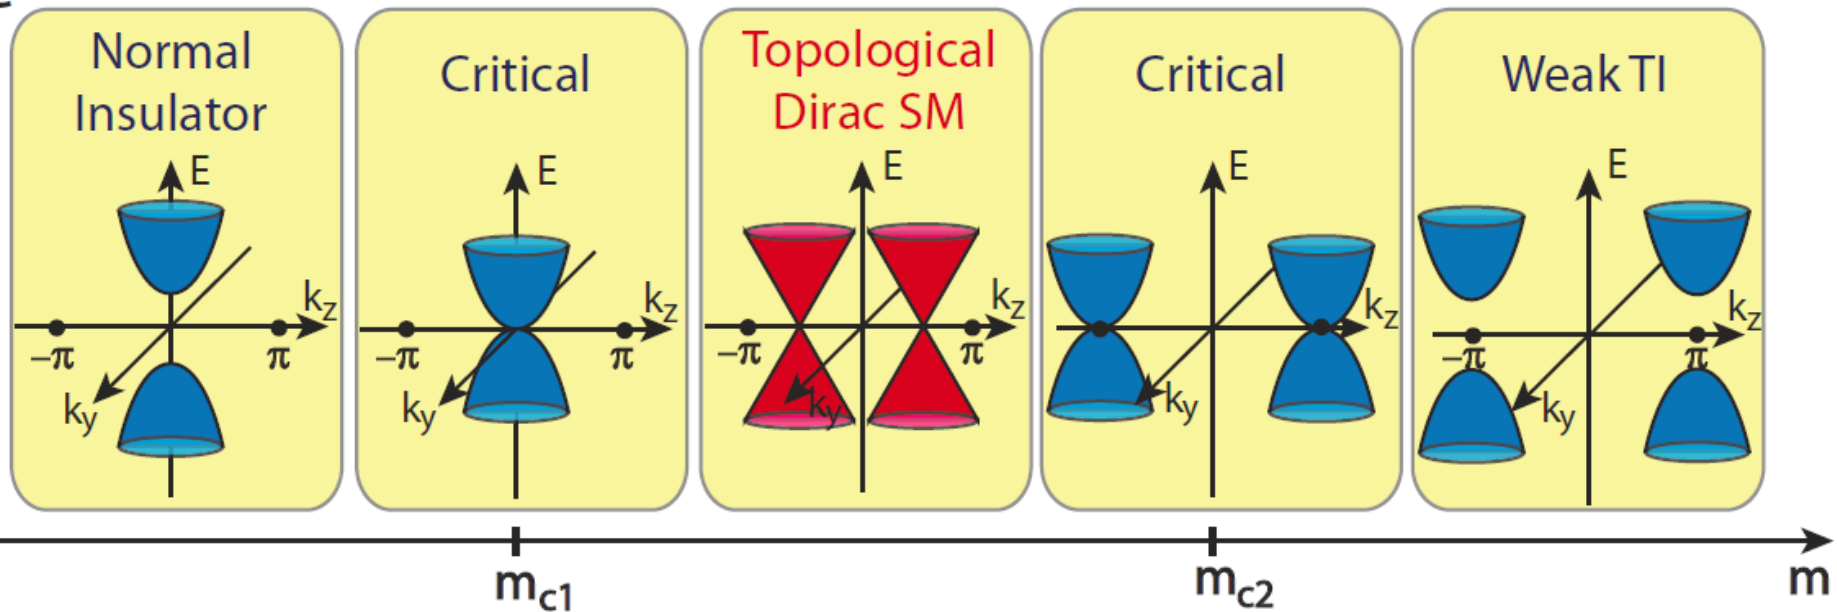 Normal
Insulator
E
kz
−π
π
ky
Critical
E
kz
−π
π
ky
Topological
Dirac SM
E
kz
−π
π
ky
Critical
E
kz
ky
Weak TI
E
kz
−π
π
ky
mc1
mc2
m